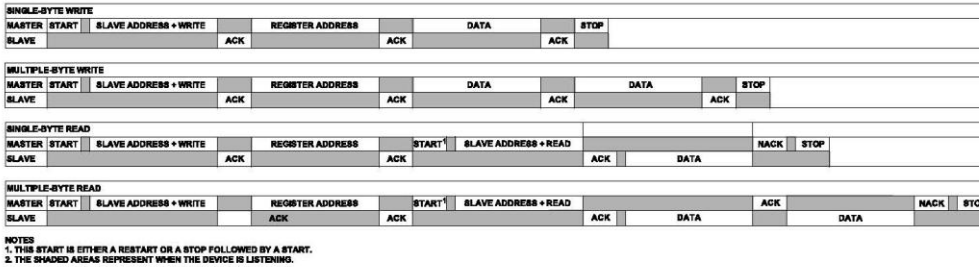 SINGLE-BYTE WRITE
MASTER START SLAVE ADDRESS + WRITE REGISTER ADDRESS DATA STOP
SLAVE ACK ACK ACK
MULTIPLE-BYTE WRITE
MASTER START SLAVE ADDRESS + WRITE REGISTER ADDRESS DATA DATA STOP
SLAVE ACK ACK ACK ACK
SINGLE-BYTE READ
MASTER START SLAVE ADDRESS + WRITE REGISTER ADDRESS START1 SLAVE ADDRESS + READ NACK STOP
SLAVE ACK ACK ACK DATA
MULTIPLE-BYTE READ
MASTER START SLAVE ADDRESS + WRITE REGISTER ADDRESS START1 SLAVE ADDRESS + READ ACK NACK STO
SLAVE ACK ACK ACK DATA DATA
NOTES
1. THIS START IS EITHER A RESTART OR A STOP FOLLOWED BY A START.
2. THE SHADED AREAS REPRESENT WHEN THE DEVICE IS LISTENING.